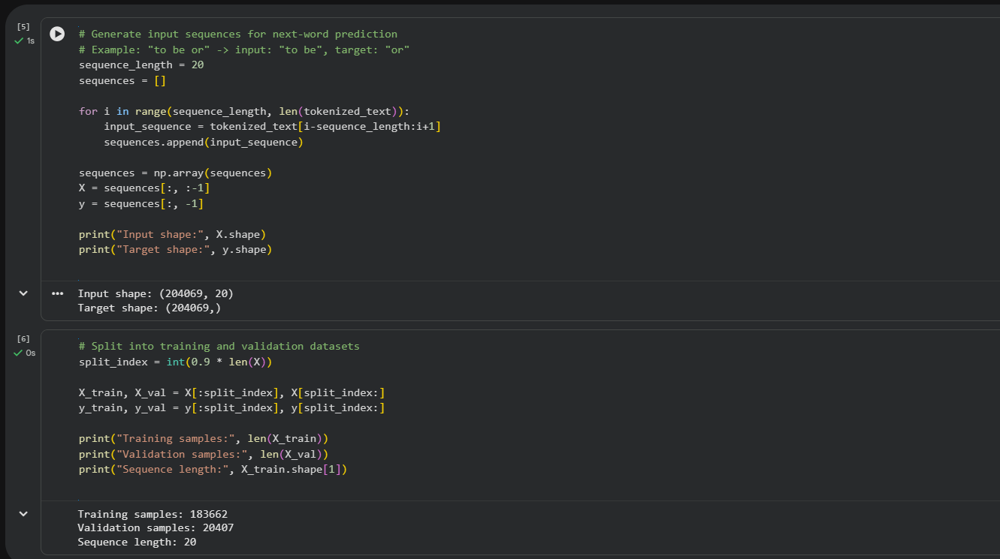 [5]
1s
# Generate input sequences for next-word prediction
# Example: "to be or" -> input: "to be", target: "or"
sequence_length = 20
sequences = []
for i in range(sequence_length, len(tokenized_text)):
    input_sequence = tokenized_text[i-sequence_length:i+1]
    sequences.append(input_sequence)
sequences = np.array(sequences)
X = sequences[:, :-1]
y = sequences[:, -1]
print("Input shape:", X.shape)
print("Target shape:", y.shape)
Input shape: (204069, 20)
Target shape: (204069,)
[6]
0s
# Split into training and validation datasets
split_index = int(0.9 * len(X))
X_train, X_val = X[:split_index], X[split_index:]
y_train, y_val = y[:split_index], y[split_index:]
print("Training samples:", len(X_train))
print("Validation samples:", len(X_val))
print("Sequence length:", X_train.shape[1])
Training samples: 183662
Validation samples: 20407
Sequence length: 20